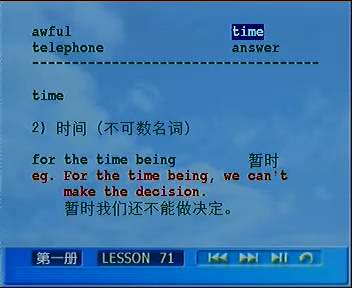 awful time
telephone answer
time
2) 时间 (不可数名词)
for the time being 暂时
eg. For the time being, we can't
make the decision.
暂时我们还不能做决定。
第一册 LESSON 71